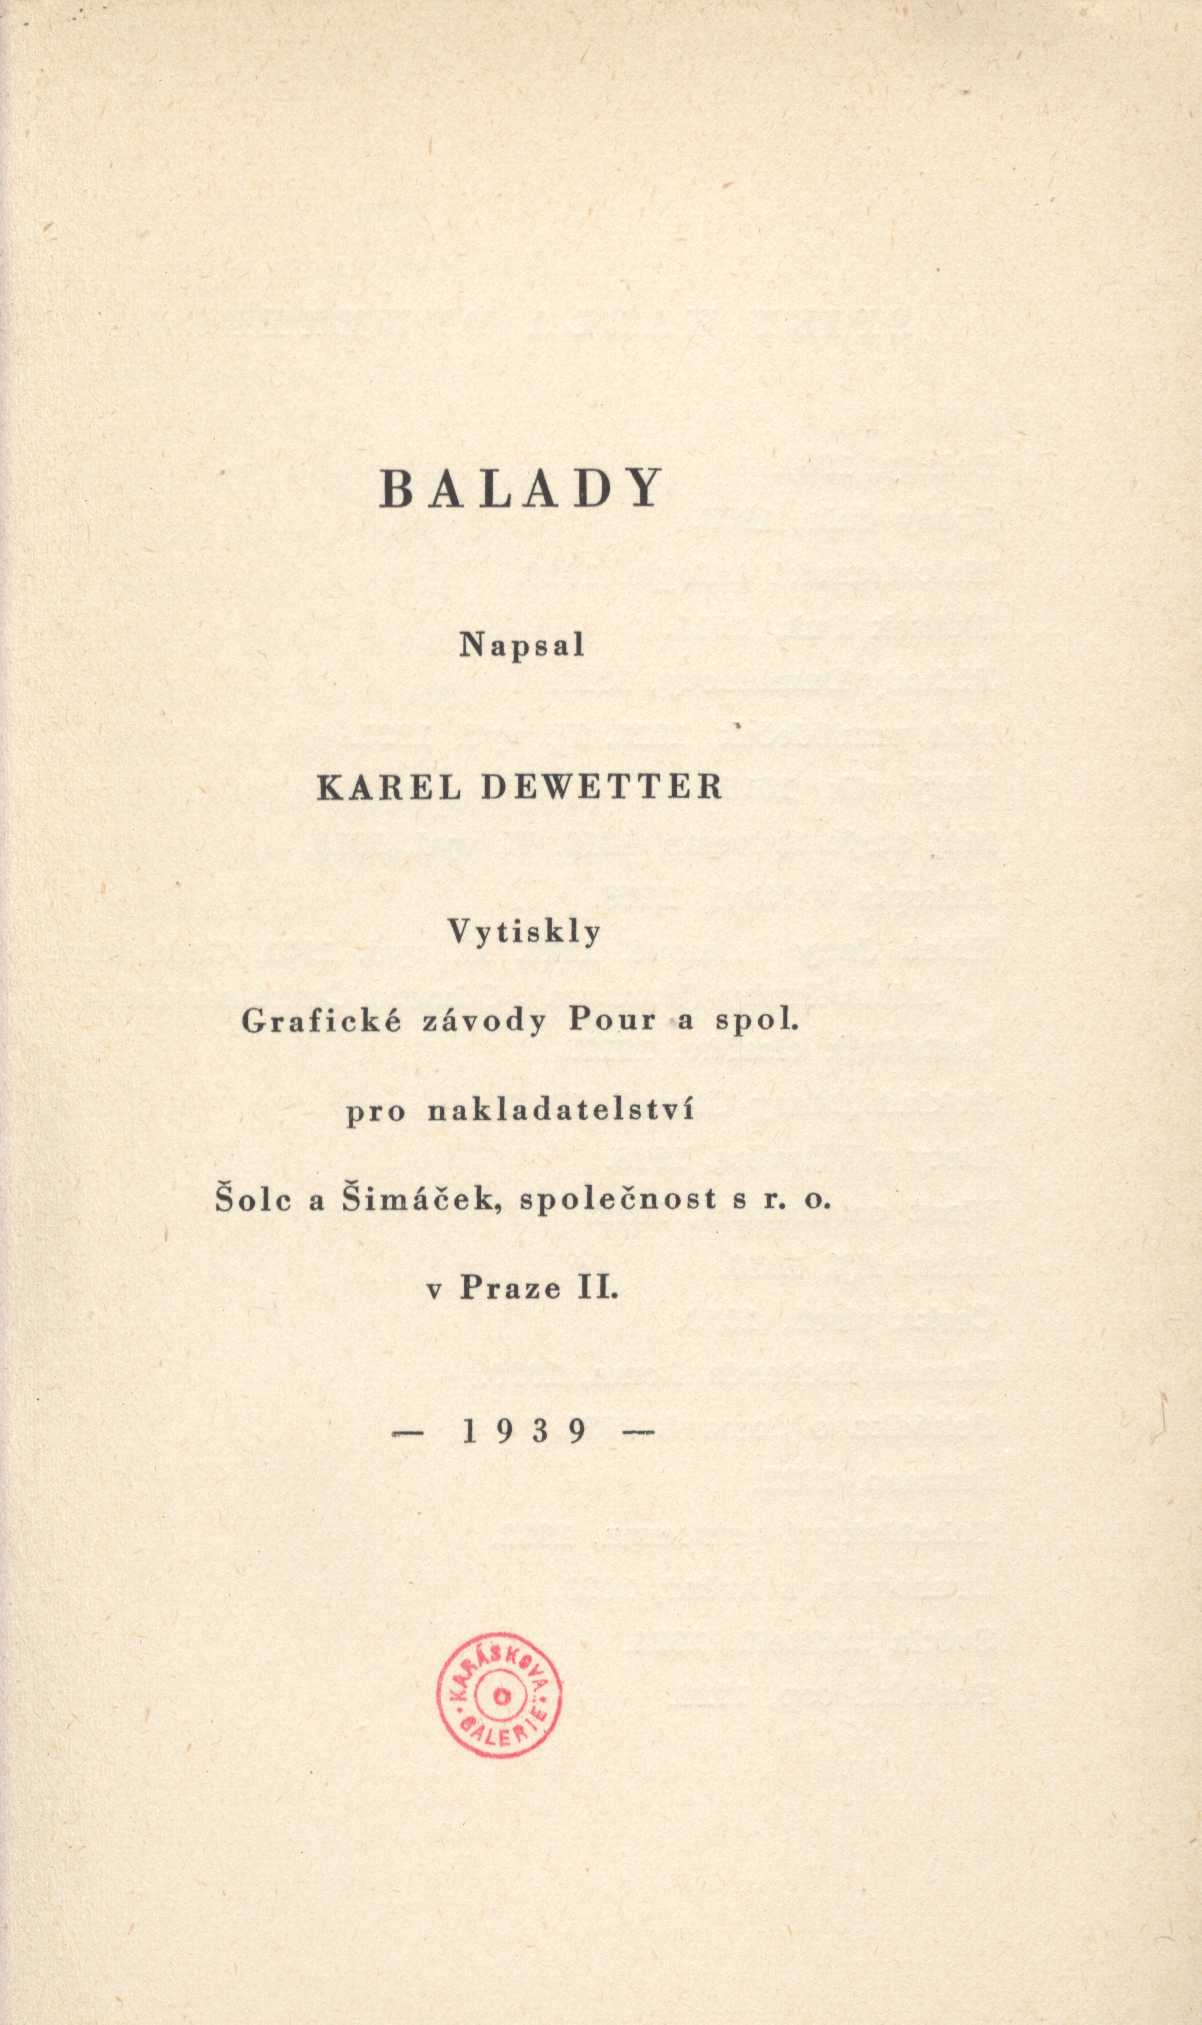 BALADY
Napsal
KAREL DEWETTER
Vytiskly
Grafické závody Pour a spol.
pro nakladatelství
Šolc a Šimáček, společnost s r. o.
v Praze II.
— 1939 —
KARÁSKOVA
GALERIE